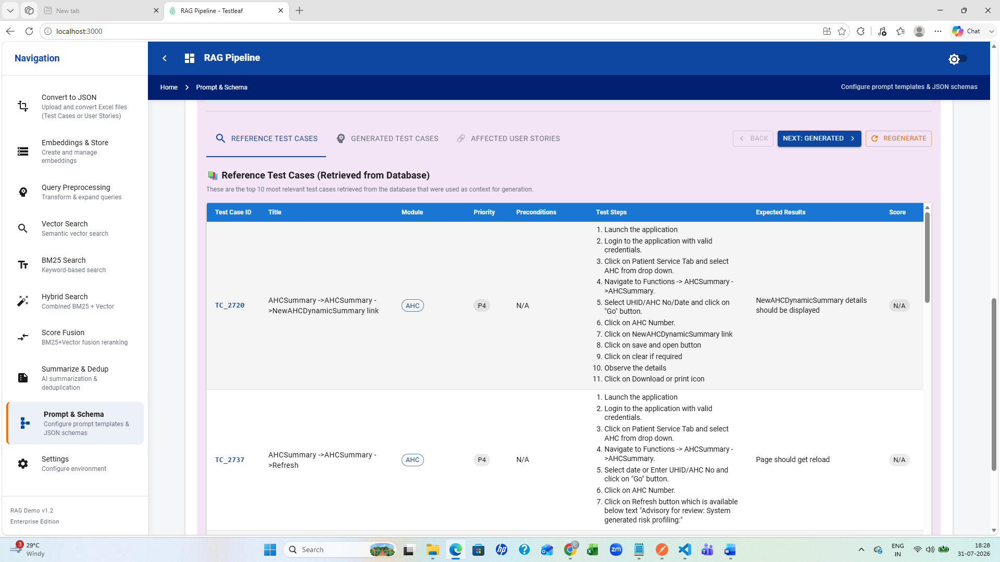 New tab
RAG Pipeline - Testleaf
localhost:3000
Chat
Navigation
RAG Pipeline
Home
Prompt & Schema
Configure prompt templates & JSON schemas
Convert to JSON
Upload and convert Excel files
(Test Cases or User Stories)
Embeddings & Store
Create and manage
embeddings
Query Preprocessing
Transform & expand queries
Vector Search
Semantic vector search
BM25 Search
Keyword-based search
Hybrid Search
Combined BM25 + Vector
Score Fusion
BM25+Vector fusion reranking
Summarize & Dedup
AI summarization &
deduplication
Prompt & Schema
Configure prompt templates &
JSON schemas
Settings
Configure environment
RAG Demo v1.2
Enterprise Edition
REFERENCE TEST CASES
GENERATED TEST CASES
AFFECTED USER STORIES
BACK
NEXT: GENERATED
REGENERATE
Reference Test Cases (Retrieved from Database)
These are the top 10 most relevant test cases retrieved from the database that were used as context for generation.
Test Case ID Title Module Priority Preconditions Test Steps Expected Results Score
TC_2720
AHCSummary ->AHCSummary -
>NewAHCDynamicSummary link
AHC
P4
N/A
1. Launch the application
2. Login to the application with valid
credentials.
3. Click on Patient Service Tab and select
AHC from drop down.
4. Navigate to Functions -> AHCSummary -
>AHCSummary.
5. Select UHID/AHC No/Date and click on
"Go" button.
6. Click on AHC Number.
7. Click on NewAHCDynamicSummary link
8. Click on save and open button
9. Click on clear if required
10. Observe the details
11. Click on Download or print icon
NewAHCDynamicSummary details
should be displayed
N/A
TC_2737
AHCSummary ->AHCSummary -
>Refresh
AHC
P4
N/A
1. Launch the application
2. Login to the application with valid
credentials.
3. Click on Patient Service Tab and select
AHC from drop down.
4. Navigate to Functions -> AHCSummary -
>AHCSummary.
5. Select date or Enter UHID/AHC No and
click on "Go" button.
6. Click on AHC Number.
7. Click on Refresh button which is available
below text "Advisory for review: System
generated risk profiling:"
Page should get reload
N/A
3
29°C
Windy
Search
hp
zm
ENG
IN
18:28
31-07-2026